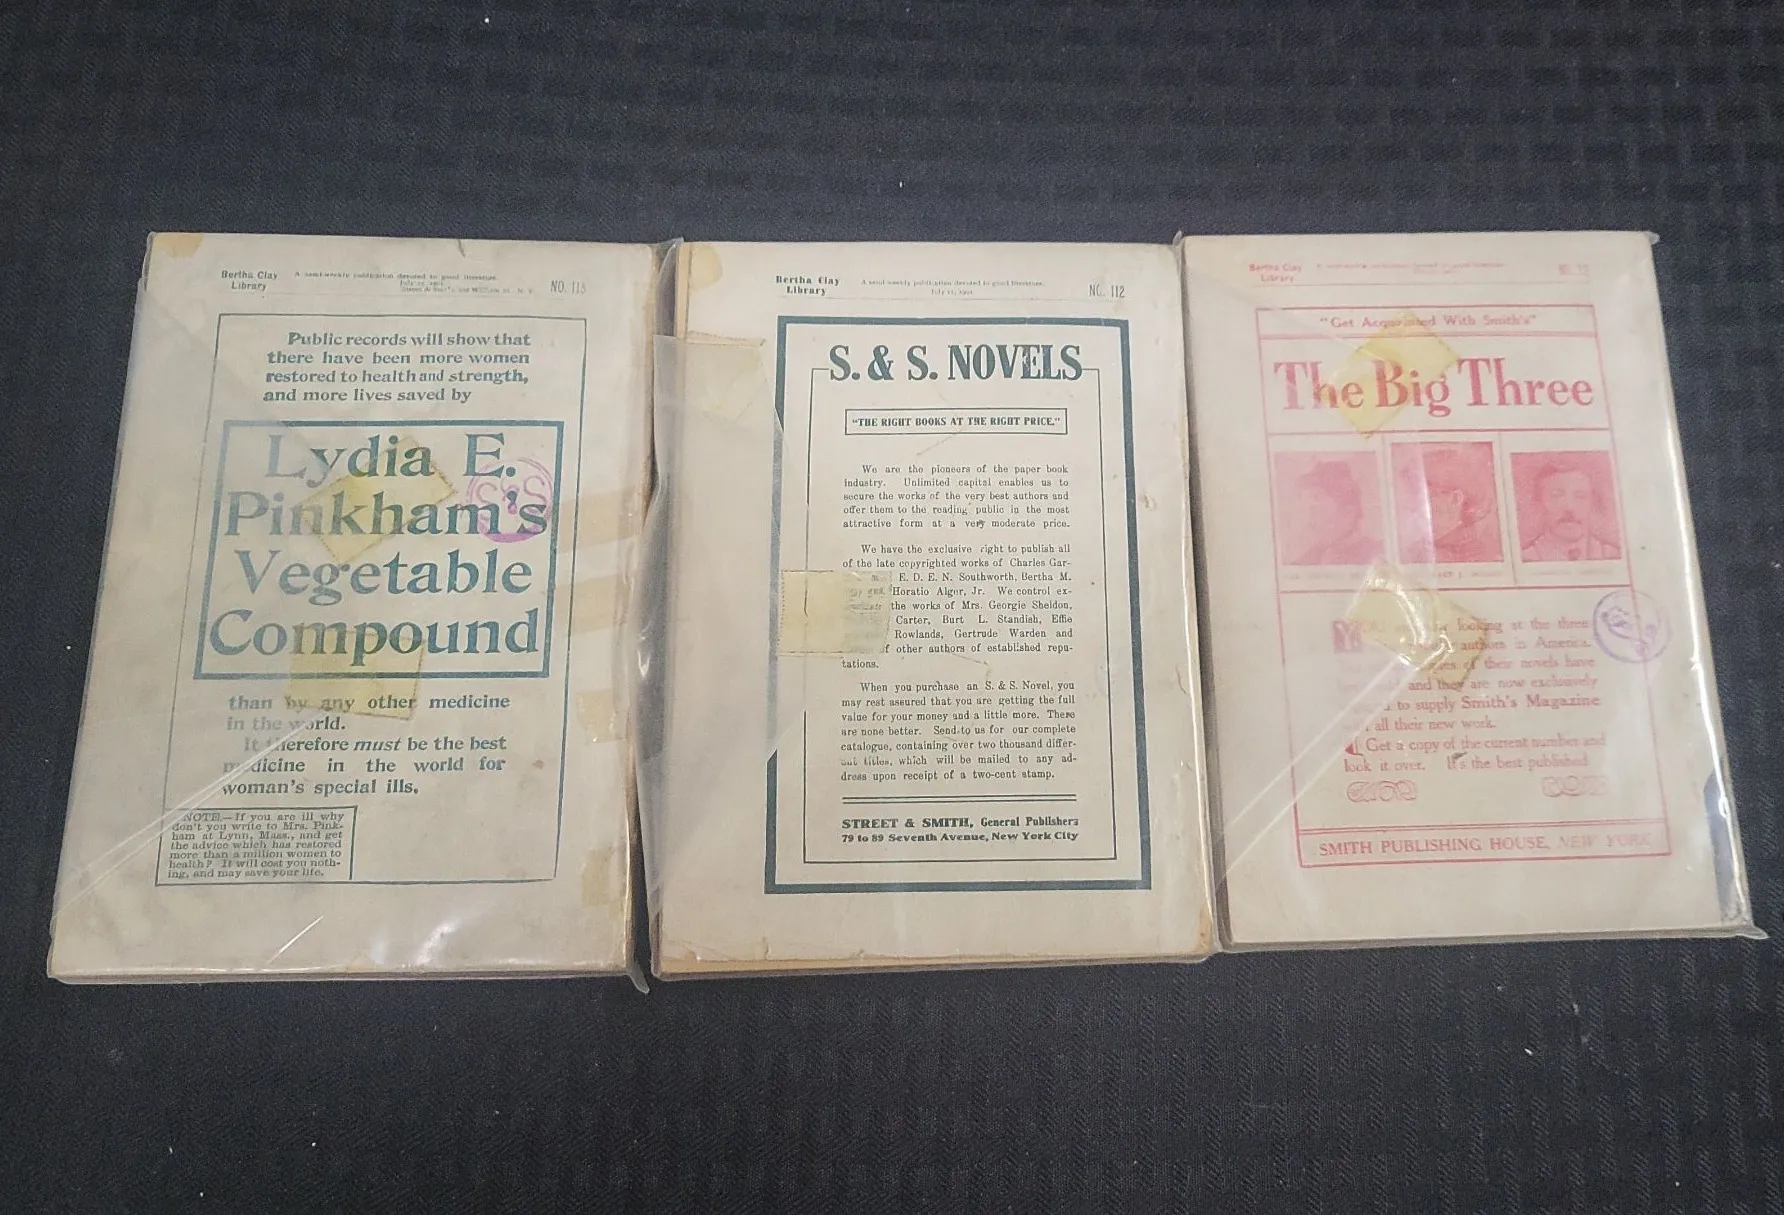 Bertha Clay
Library
A semi-weekly publication devoted to good literature.
NO. 113
Public records will show that
there have been more women
restored to health and strength,
and more lives saved by
Lydia E.
Pinkham's
Vegetable
Compound
than by any other medicine
in the world.
It therefore must be the best
medicine in the world for
woman's special ills.
NOTE.—If you are ill why
don't you write to Mrs. Pink-
ham at Lynn, Mass., and get
the advice which has restored
more than a million women to
health? It will cost you noth-
ing, and may save your life.
Bertha Clay
Library
A semi-weekly publication devoted to good literature.
NO. 112
S. & S. NOVELS
"THE RIGHT BOOKS AT THE RIGHT PRICE."
We are the pioneers of the paper book
industry. Unlimited capital enables us to
secure the works of the very best authors and
offer them to the reading public in the most
attractive form at a very moderate price.
We have the exclusive right to publish all
of the late copyrighted works of Charles Gar-
E. D. E. N. Southworth, Bertha M.
Horatio Alger, Jr. We control ex-
the works of Mrs. Georgie Sheldon,
Carter, Burt L. Standish, Effie
Rowlands, Gertrude Warden and
of other authors of established repu-
tations.
When you purchase an S. & S. Novel, you
may rest assured that you are getting the full
value for your money and a little more. There
are none better. Send to us for our complete
catalogue, containing over two thousand differ-
ent titles, which will be mailed to any ad-
dress upon receipt of a two-cent stamp.
STREET & SMITH, General Publishers
79 to 89 Seventh Avenue, New York City
Bertha Clay
Library
"Get Acquainted With Smith's"
The Big Three
looking at the three
authors in America.
of their novels have
and they are now exclusively
to supply Smith's Magazine
all their new work.
Get a copy of the current number and
look it over. It's the best published
SMITH PUBLISHING HOUSE, NEW YORK